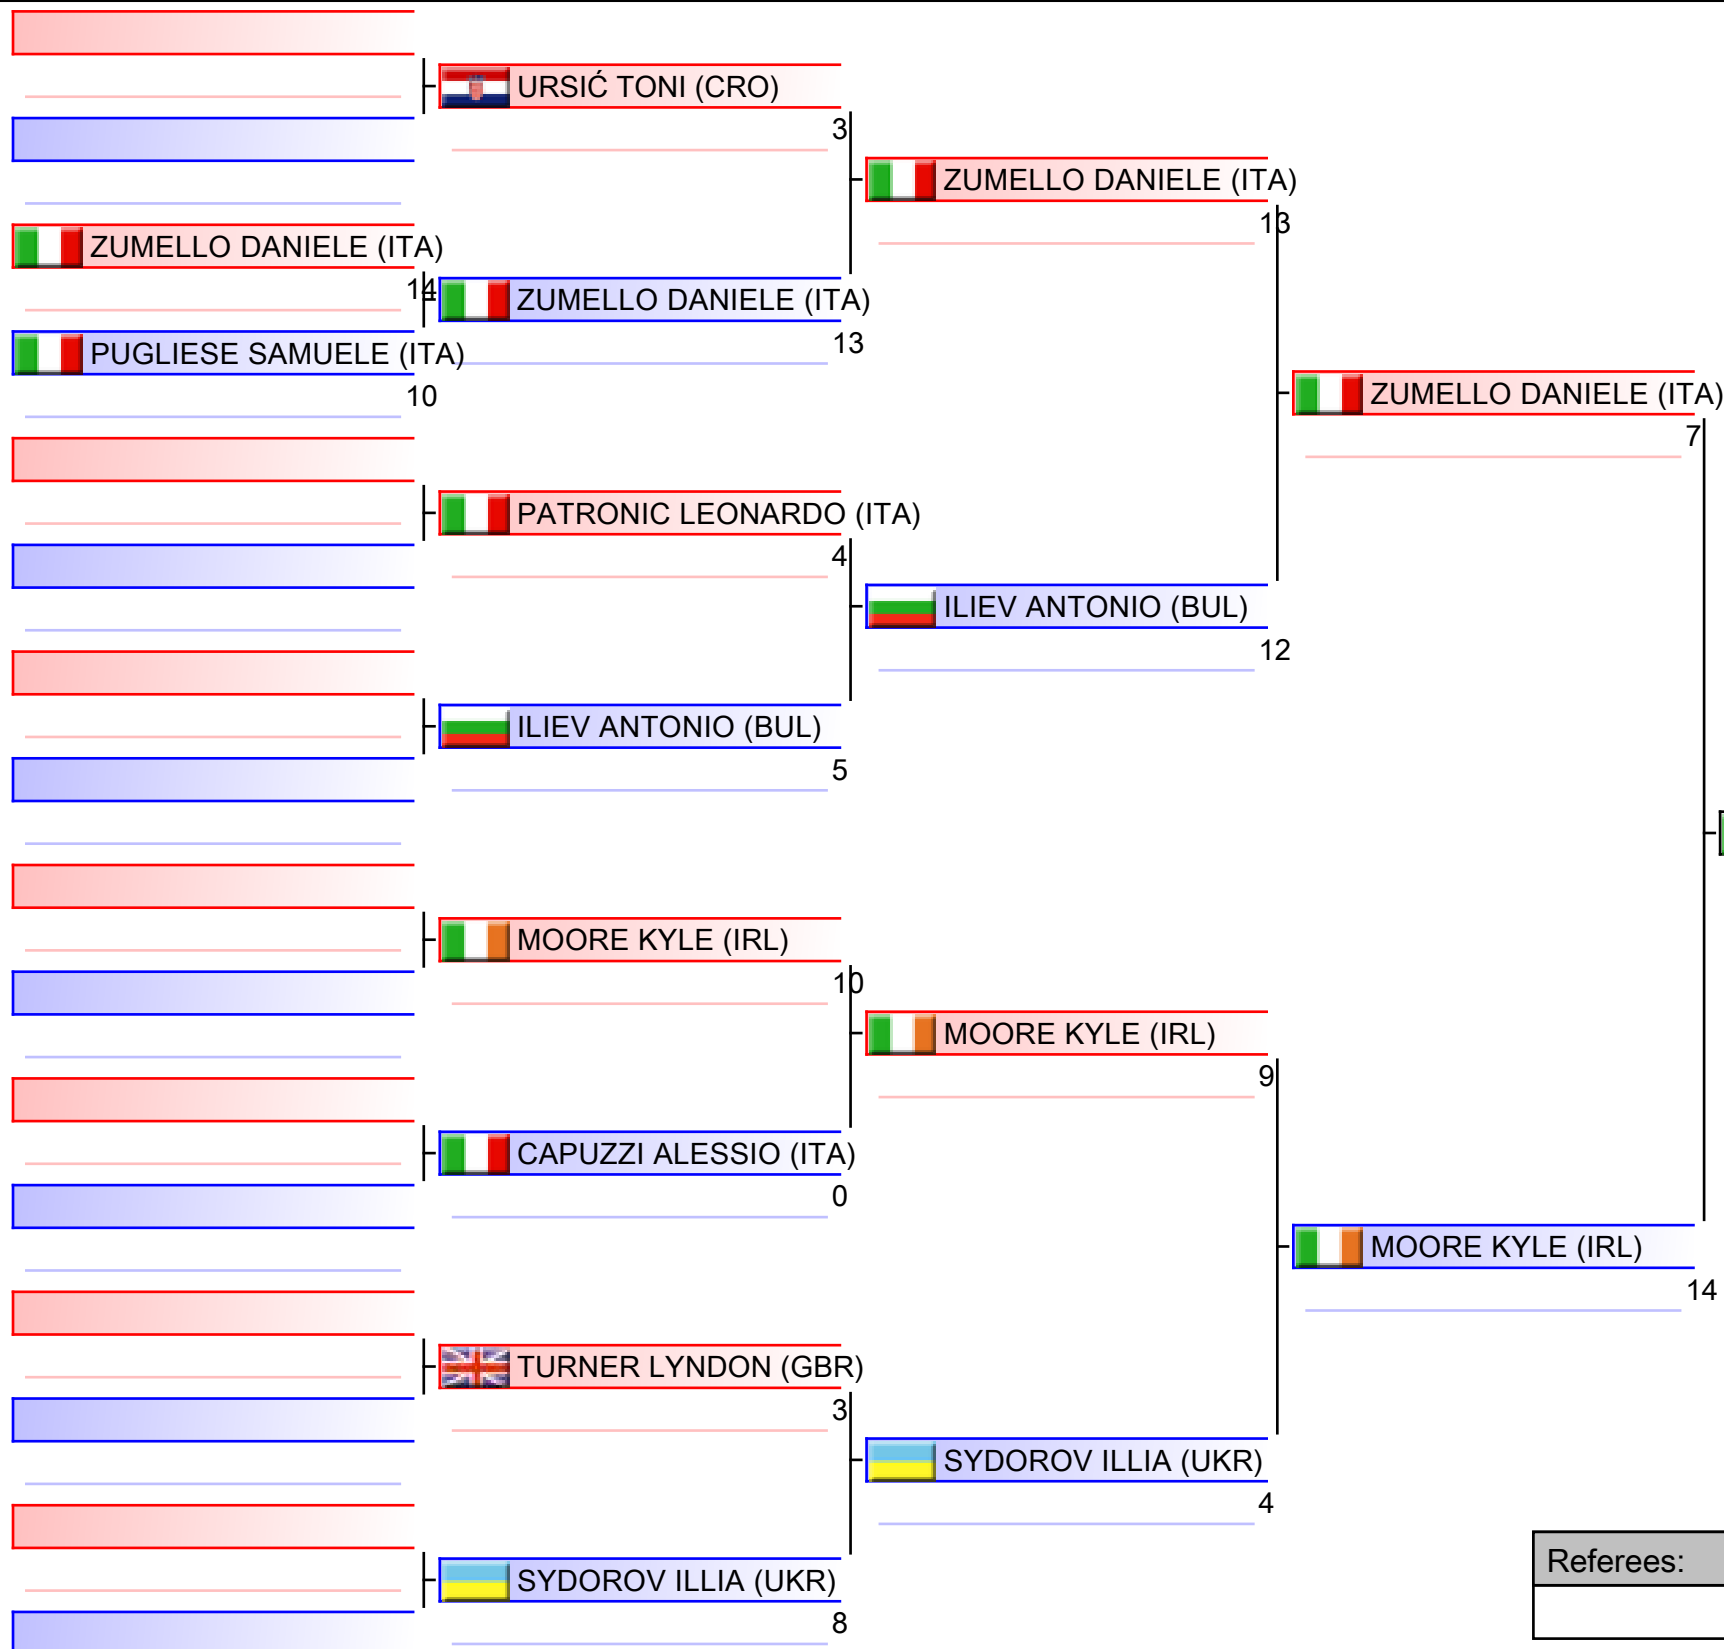 URSIĆ TONI (CRO)
3
ZUMELLO DANIELE (ITA)
13
ZUMELLO DANIELE (ITA)
14
ZUMELLO DANIELE (ITA)
13
PUGLIESE SAMUELE (ITA)
10
ZUMELLO DANIELE (ITA)
7
PATRONIC LEONARDO (ITA)
4
ILIEV ANTONIO (BUL)
12
ILIEV ANTONIO (BUL)
5
MOORE KYLE (IRL)
10
MOORE KYLE (IRL)
9
CAPUZZI ALESSIO (ITA)
0
MOORE KYLE (IRL)
14
TURNER LYNDON (GBR)
3
SYDOROV ILLIA (UKR)
4
SYDOROV ILLIA (UKR)
8
Referees: